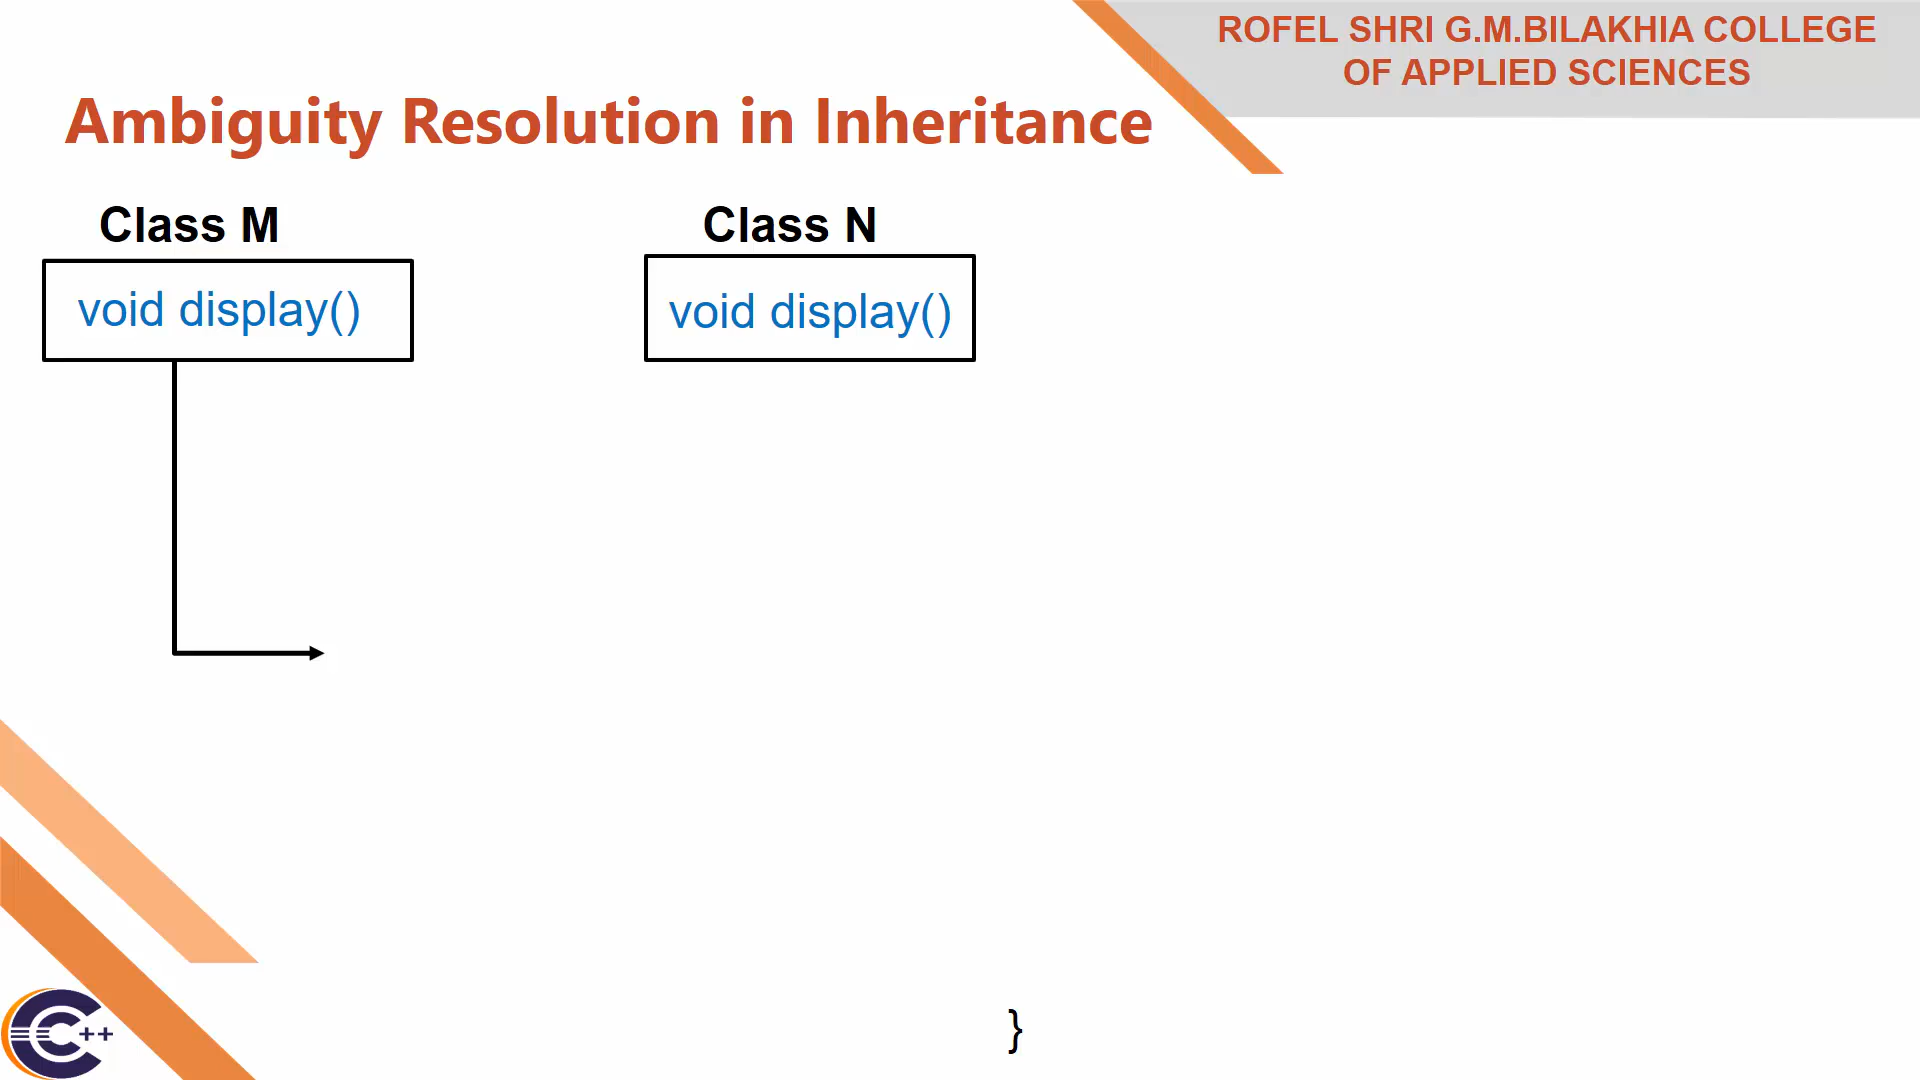 ROFEL SHRI G.M.BILAKHIA COLLEGE
OF APPLIED SCIENCES
Ambiguity Resolution in Inheritance
Class M
Class N
void display()
void display()
C++
}